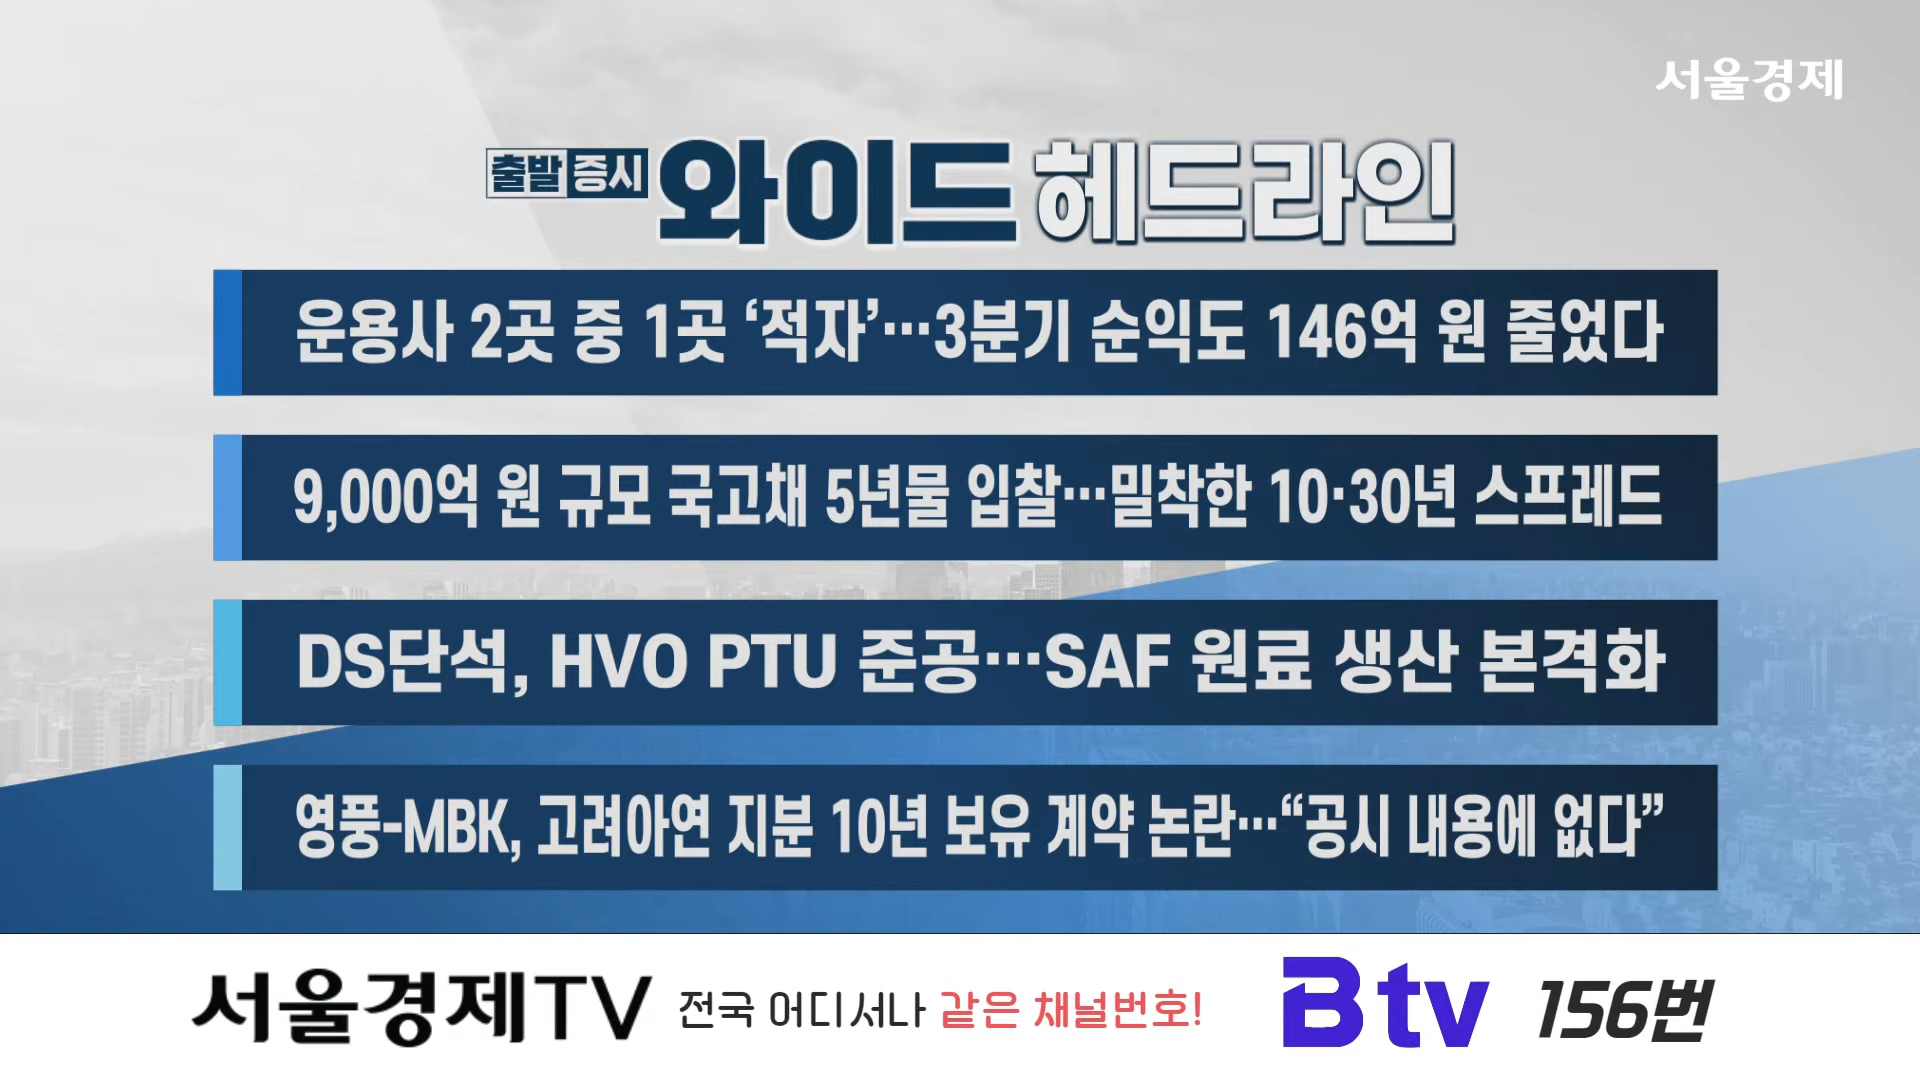 서울경제
출발증시 와이드 헤드라인
운용사 2곳 중 1곳 ‘적자’…3분기 순익도 146억 원 줄었다
9,000억 원 규모 국고채 5년물 입찰…밀착한 10·30년 스프레드
DS단석, HVO PTU 준공…SAF 원료 생산 본격화
영풍-MBK, 고려아연 지분 10년 보유 계약 논란…“공시 내용에 없다”
서울경제TV 전국 어디서나 같은 채널번호! B tv 156번